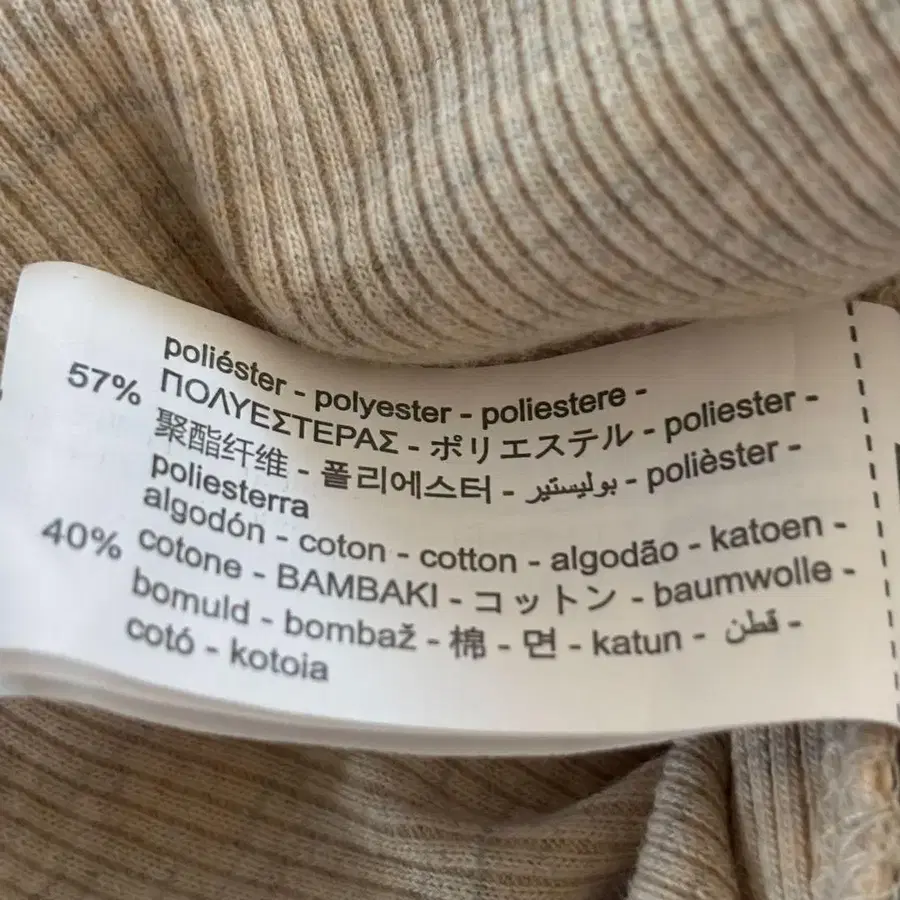 poliéster - polyester - poliestere -
57% ΠΟΛΥΕΣΤΕΡΑΣ - ポリエステル - poliester -
聚酯纤维 - 폴리에스터 - بوليستير - polièster -
poliesterra
algodón - coton - cotton - algodão - katoen -
40% cotone - ΒΑΜΒΑΚΙ - コットン - baumwolle -
bomuld - bombaž - 棉 - 면 - katun - قطن -
cotó - kotoia